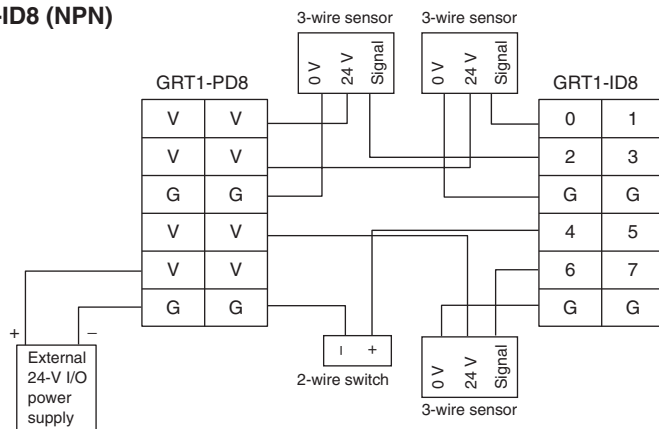 -ID8 (NPN)
3-wire sensor
3-wire sensor
0 V
24 V
Signal
0 V
24 V
Signal
GRT1-PD8
GRT1-ID8
V V
V V
G G
V V
V V
G G
0 1
2 3
G G
4 5
6 7
G G
+ –
External
24-V I/O
power
supply
– +
2-wire switch
0 V
24 V
Signal
3-wire sensor